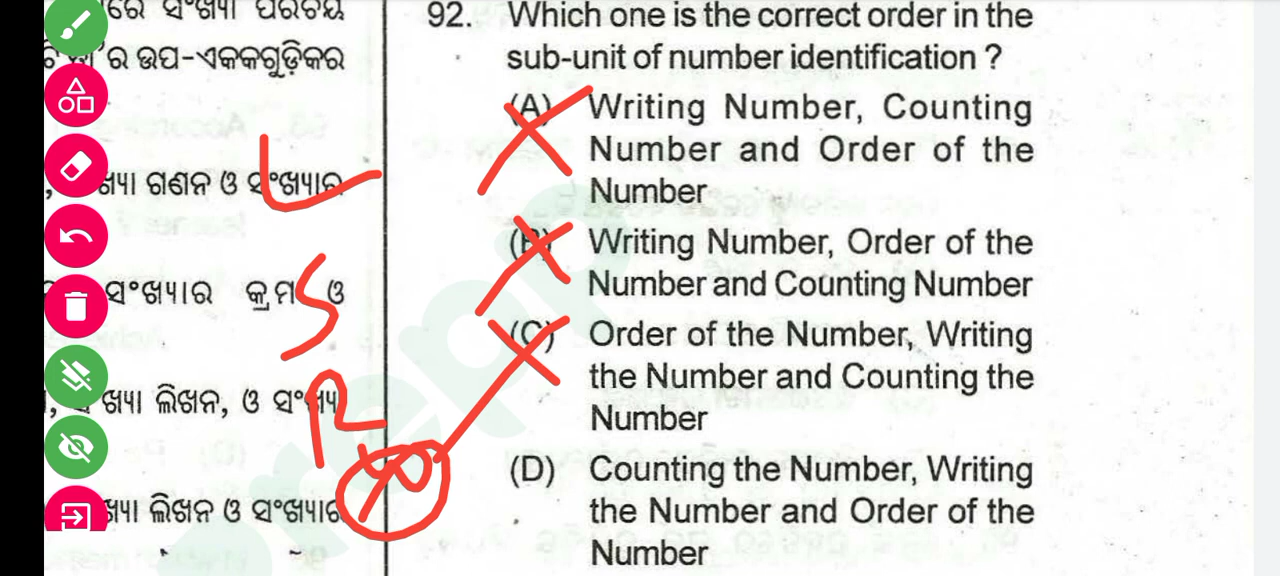 ସଂଖ୍ୟା ପରିଚୟ
ର ଉପ-ଏକକଗୁଡ଼ିକର
ଗଣନ ଓ ସଂଖ୍ୟାର
ସଂଖ୍ୟାର କ୍ରମ ଓ
ଖ୍ୟା ଲିଖନ, ଓ ସଂଖ୍ୟା
ଖ୍ୟା ଲିଖନ ଓ ସଂଖ୍ୟାର
92. Which one is the correct order in the
sub-unit of number identification ?
(A) Writing Number, Counting
Number and Order of the
Number
(B) Writing Number, Order of the
Number and Counting Number
(C) Order of the Number, Writing
the Number and Counting the
Number
(D) Counting the Number, Writing
the Number and Order of the
Number
L
S
R